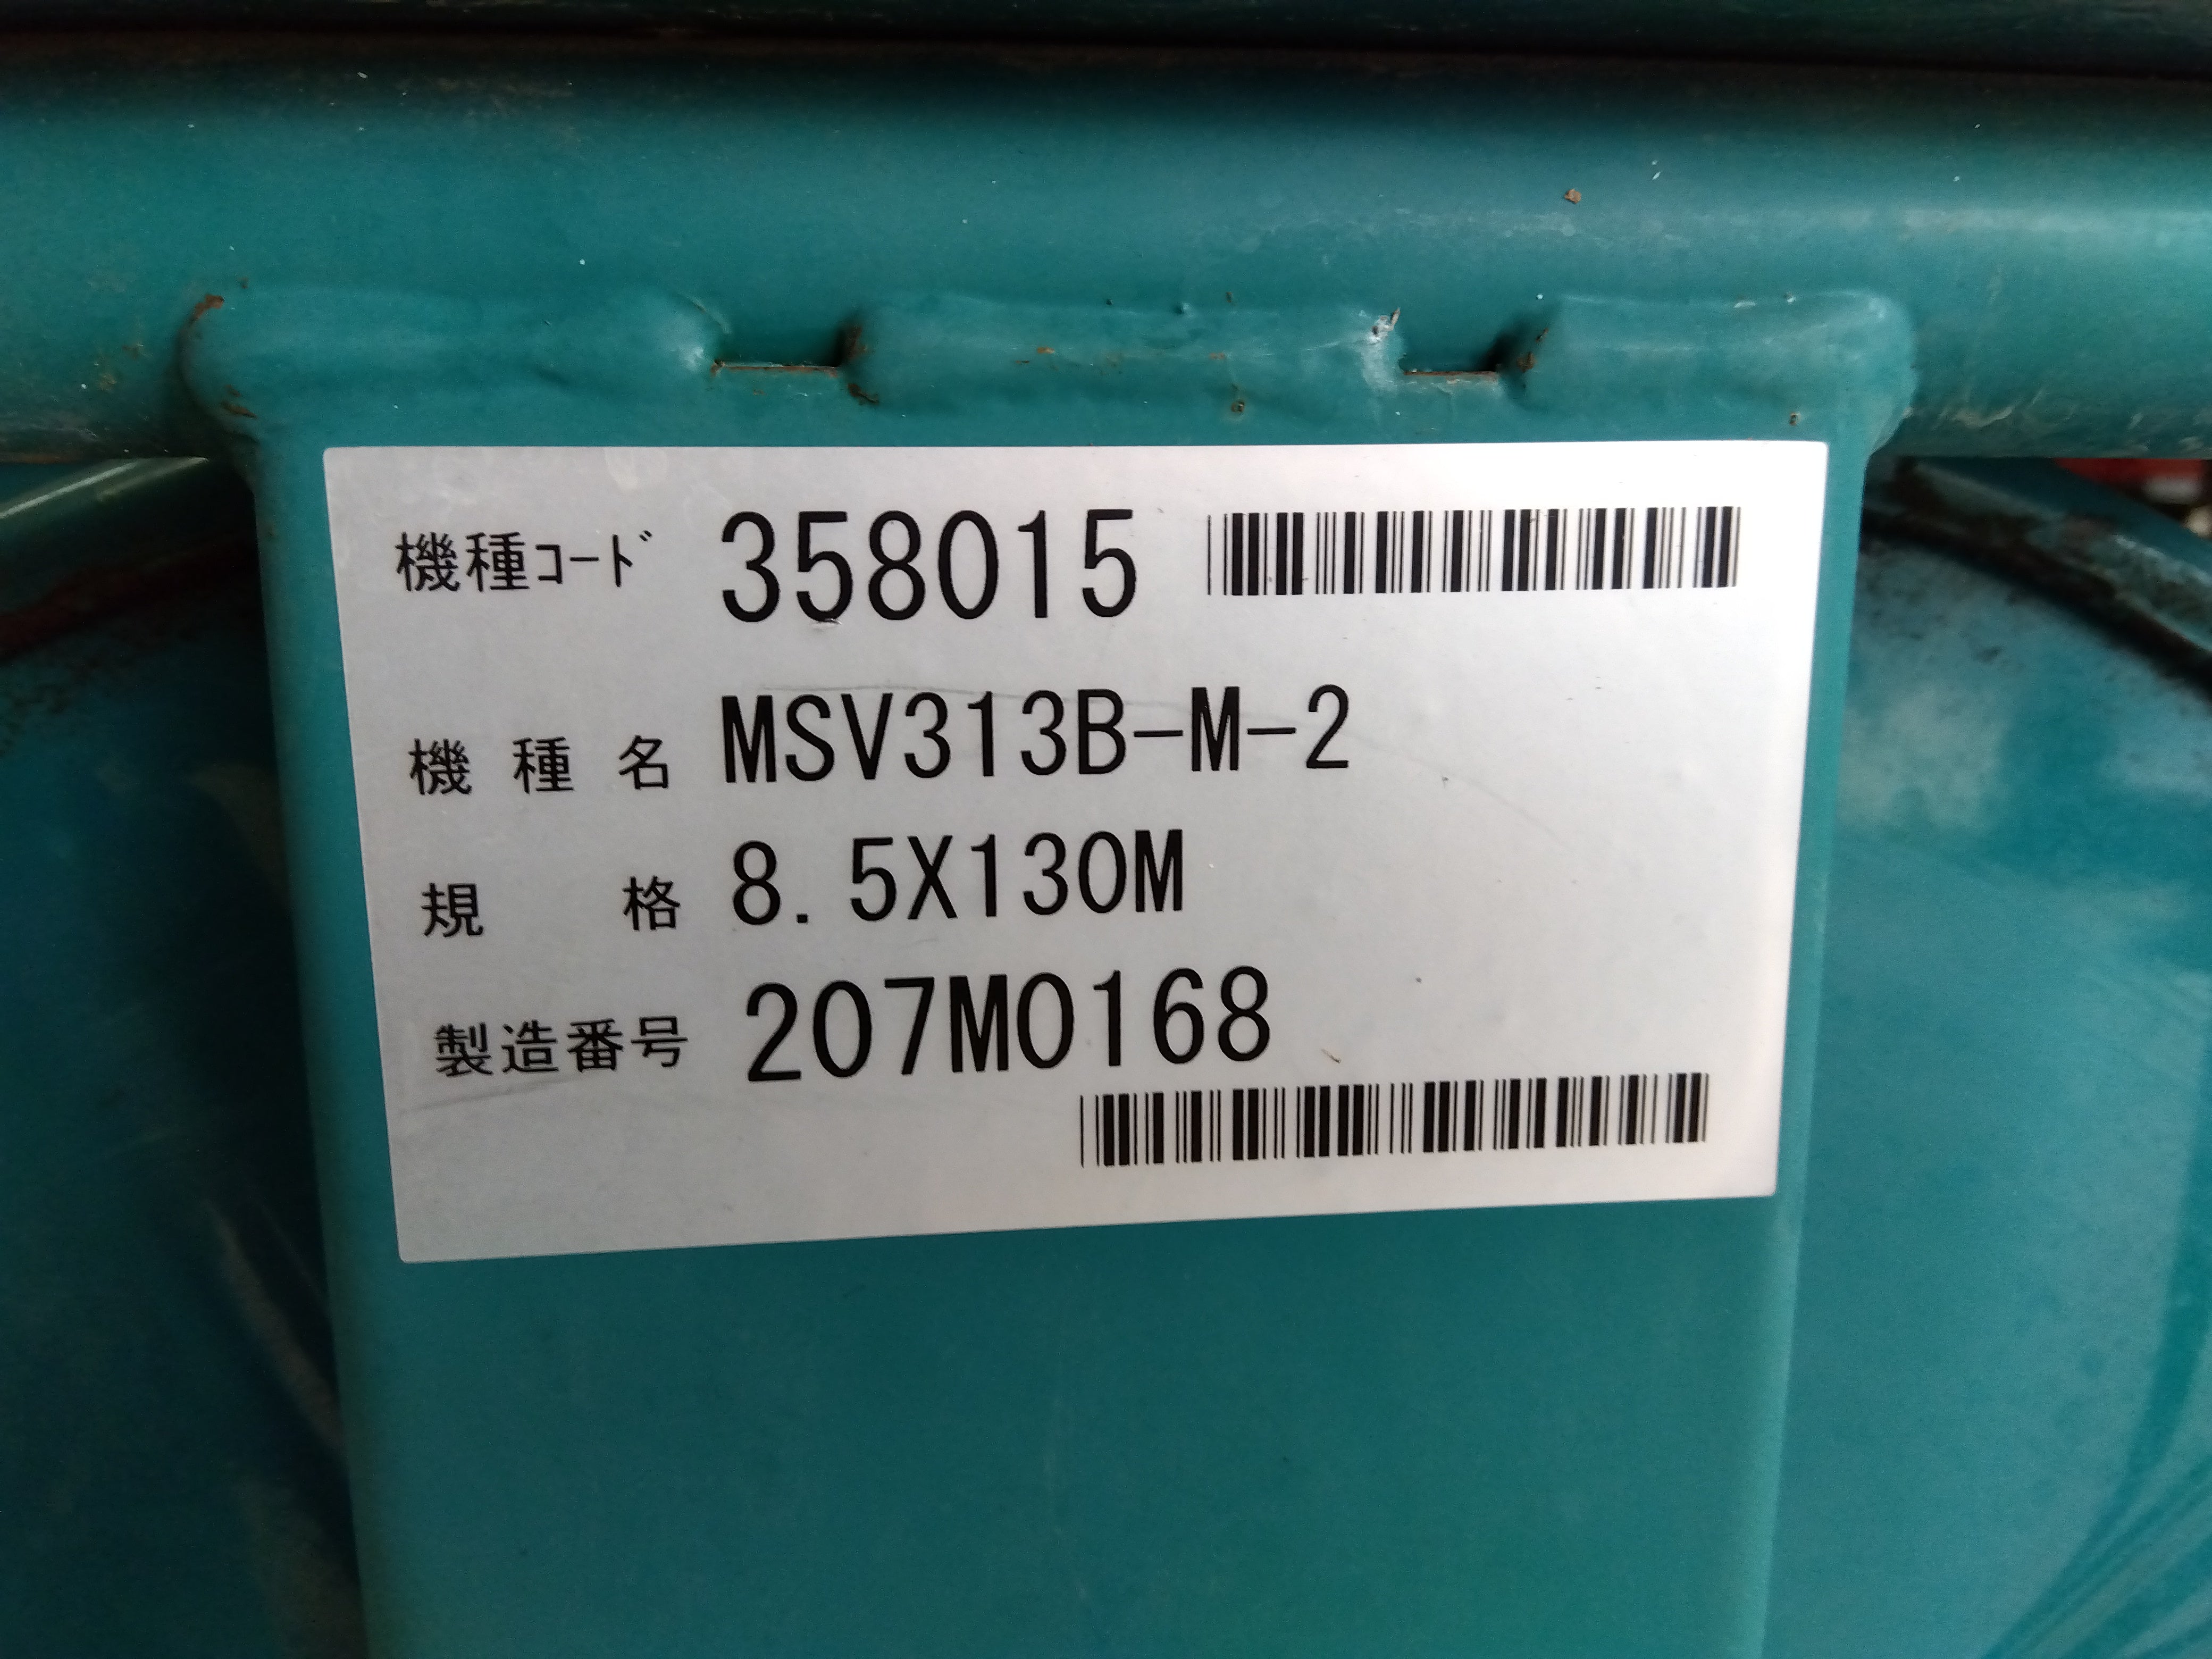 機種ｺｰﾄﾞ 358015
機種名 MSV313B-M-2
規格 8.5X130M
製造番号 207M0168